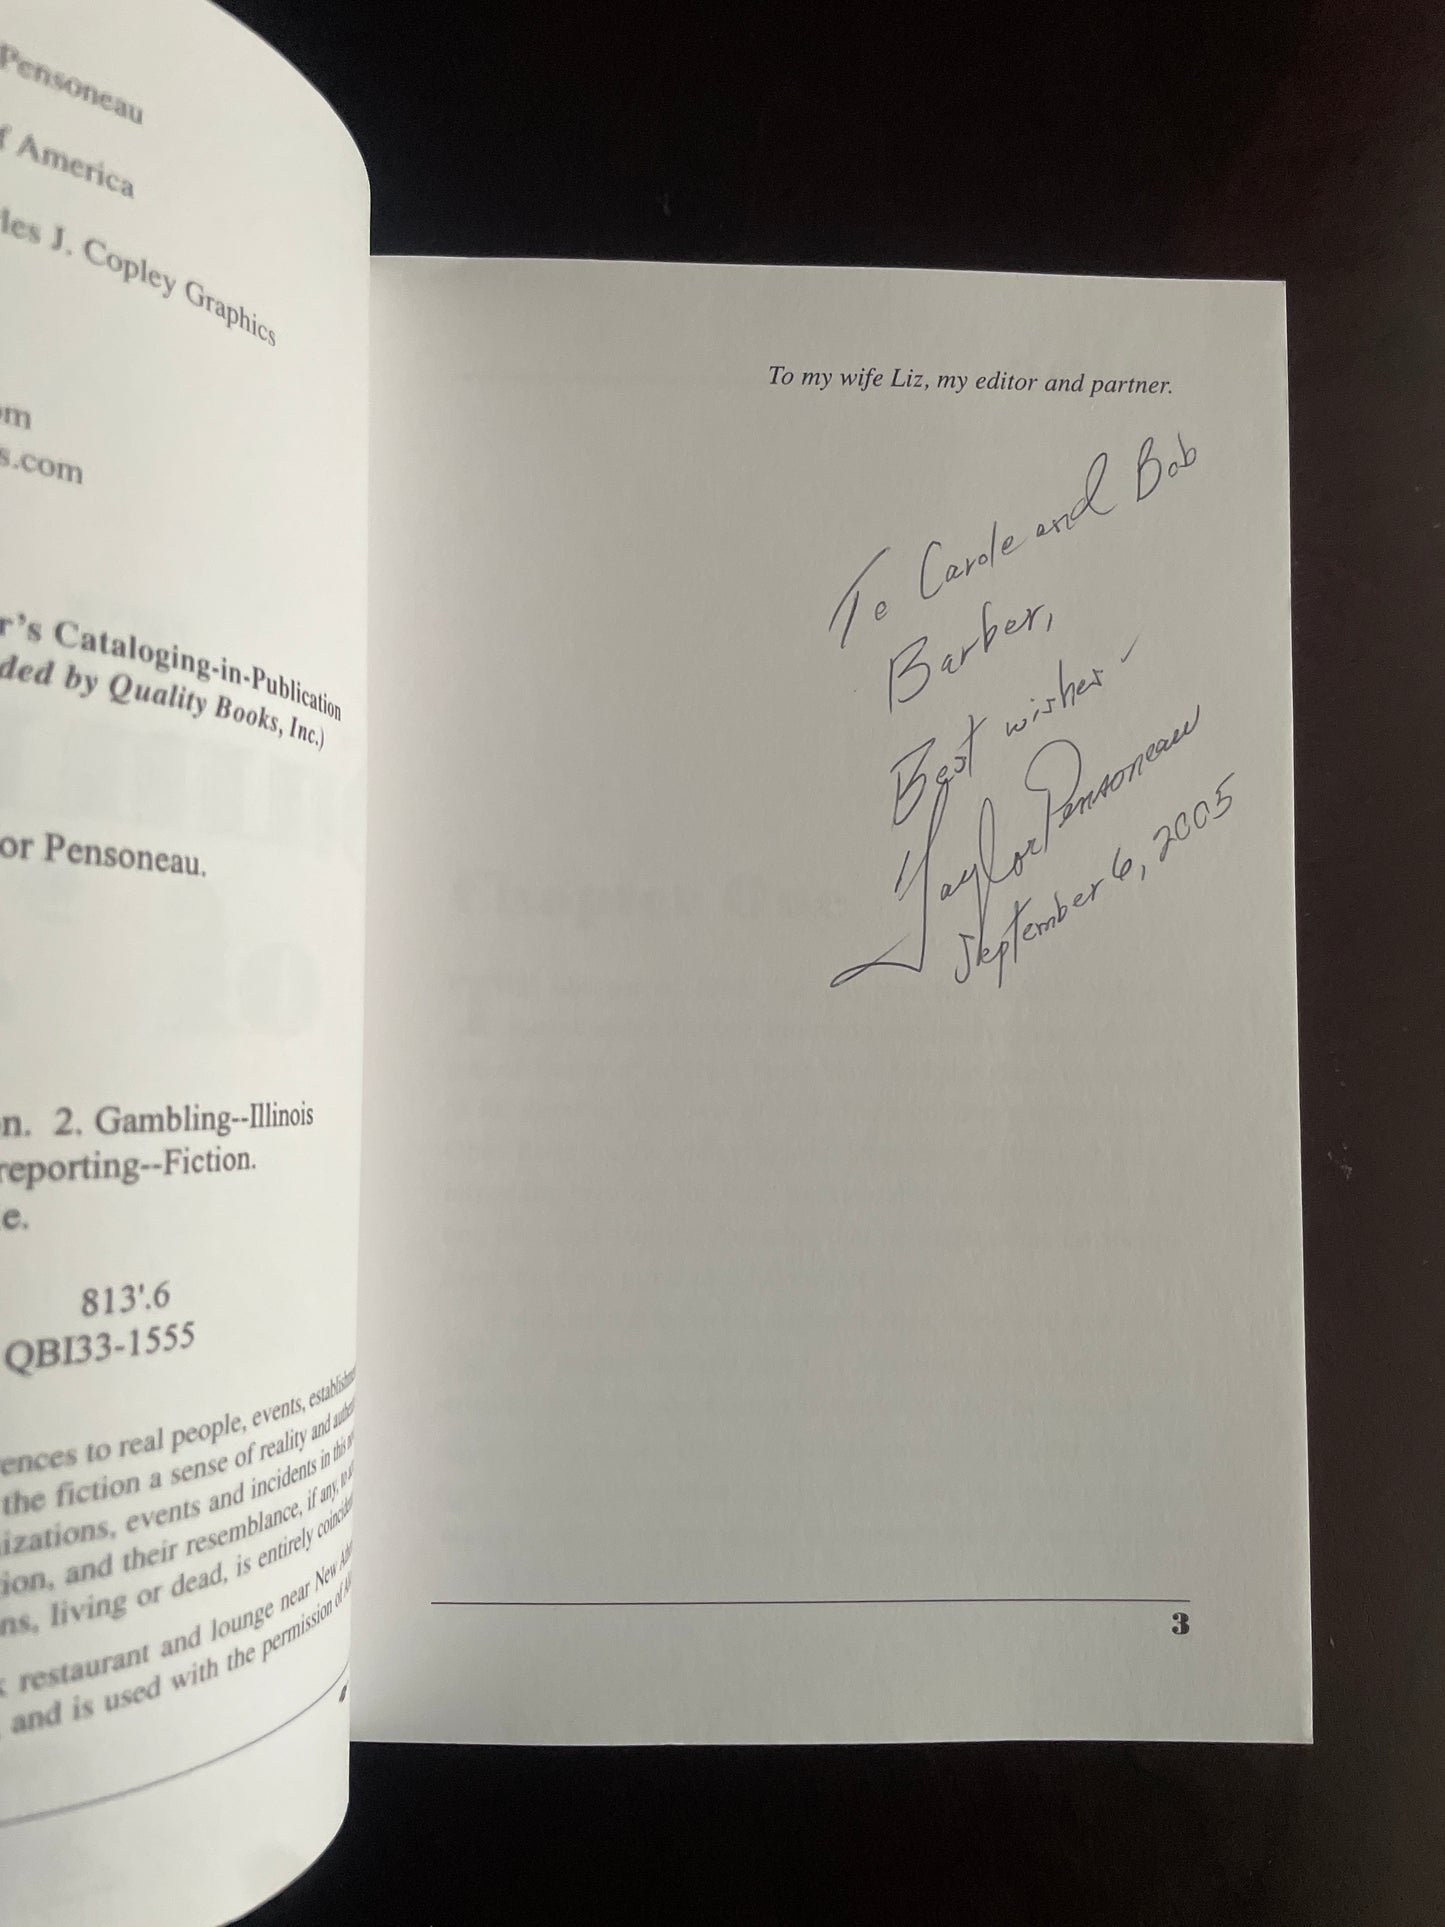 Pensoneau
f America
les J. Copley Graphics
om
s.com
r's Cataloging-in-Publication
ded by Quality Books, Inc.)
or Pensoneau.
n. 2. Gambling--Illinois
reporting--Fiction.
e.
813'.6
QBI33-1555
ences to real people, events,
the fiction a sense of reality and
izations, events and incidents in this
ion, and their resemblance, if any, to
ns, living or dead, is entirely
restaurant and lounge near New
and is used with the permission of
To my wife Liz, my editor and partner.
To Carole and Bob
Barber,
Best wishes -
Taylor Pensoneau
September 6, 2005
Chapter One
3